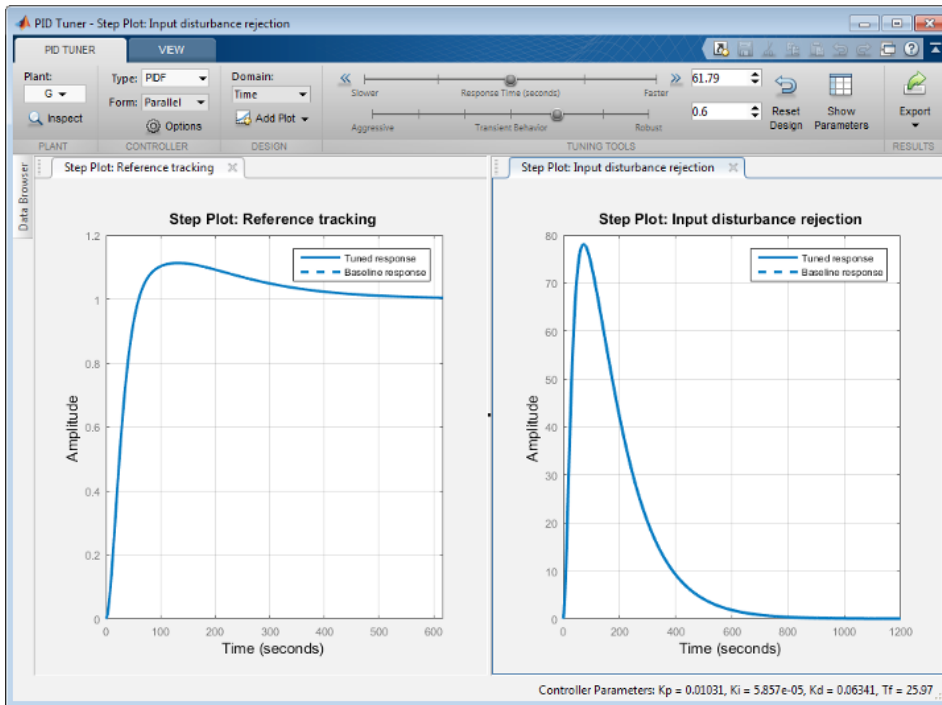 PID Tuner - Step Plot: Input disturbance rejection
PID TUNER
VIEW
Plant:
G
Inspect
PLANT
Type: PIDF
Form: Parallel
Options
CONTROLLER
Domain:
Time
Add Plot
DESIGN
Slower
Response Time (seconds)
Faster
61.79
Aggressive
Transient Behavior
Robust
0.6
Reset
Design
Show
Parameters
TUNING TOOLS
Export
RESULTS
Data Browser
Step Plot: Reference tracking
Step Plot: Reference tracking
Tuned response
Baseline response
Amplitude
1.2
1
0.8
0.6
0.4
0.2
0
0 100 200 300 400 500 600
Time (seconds)
Step Plot: Input disturbance rejection
Step Plot: Input disturbance rejection
Tuned response
Baseline response
Amplitude
80
70
60
50
40
30
20
10
0
0 200 400 600 800 1000 1200
Time (seconds)
Controller Parameters: Kp = 0.01031, Ki = 5.857e-05, Kd = 0.06341, Tf = 25.97